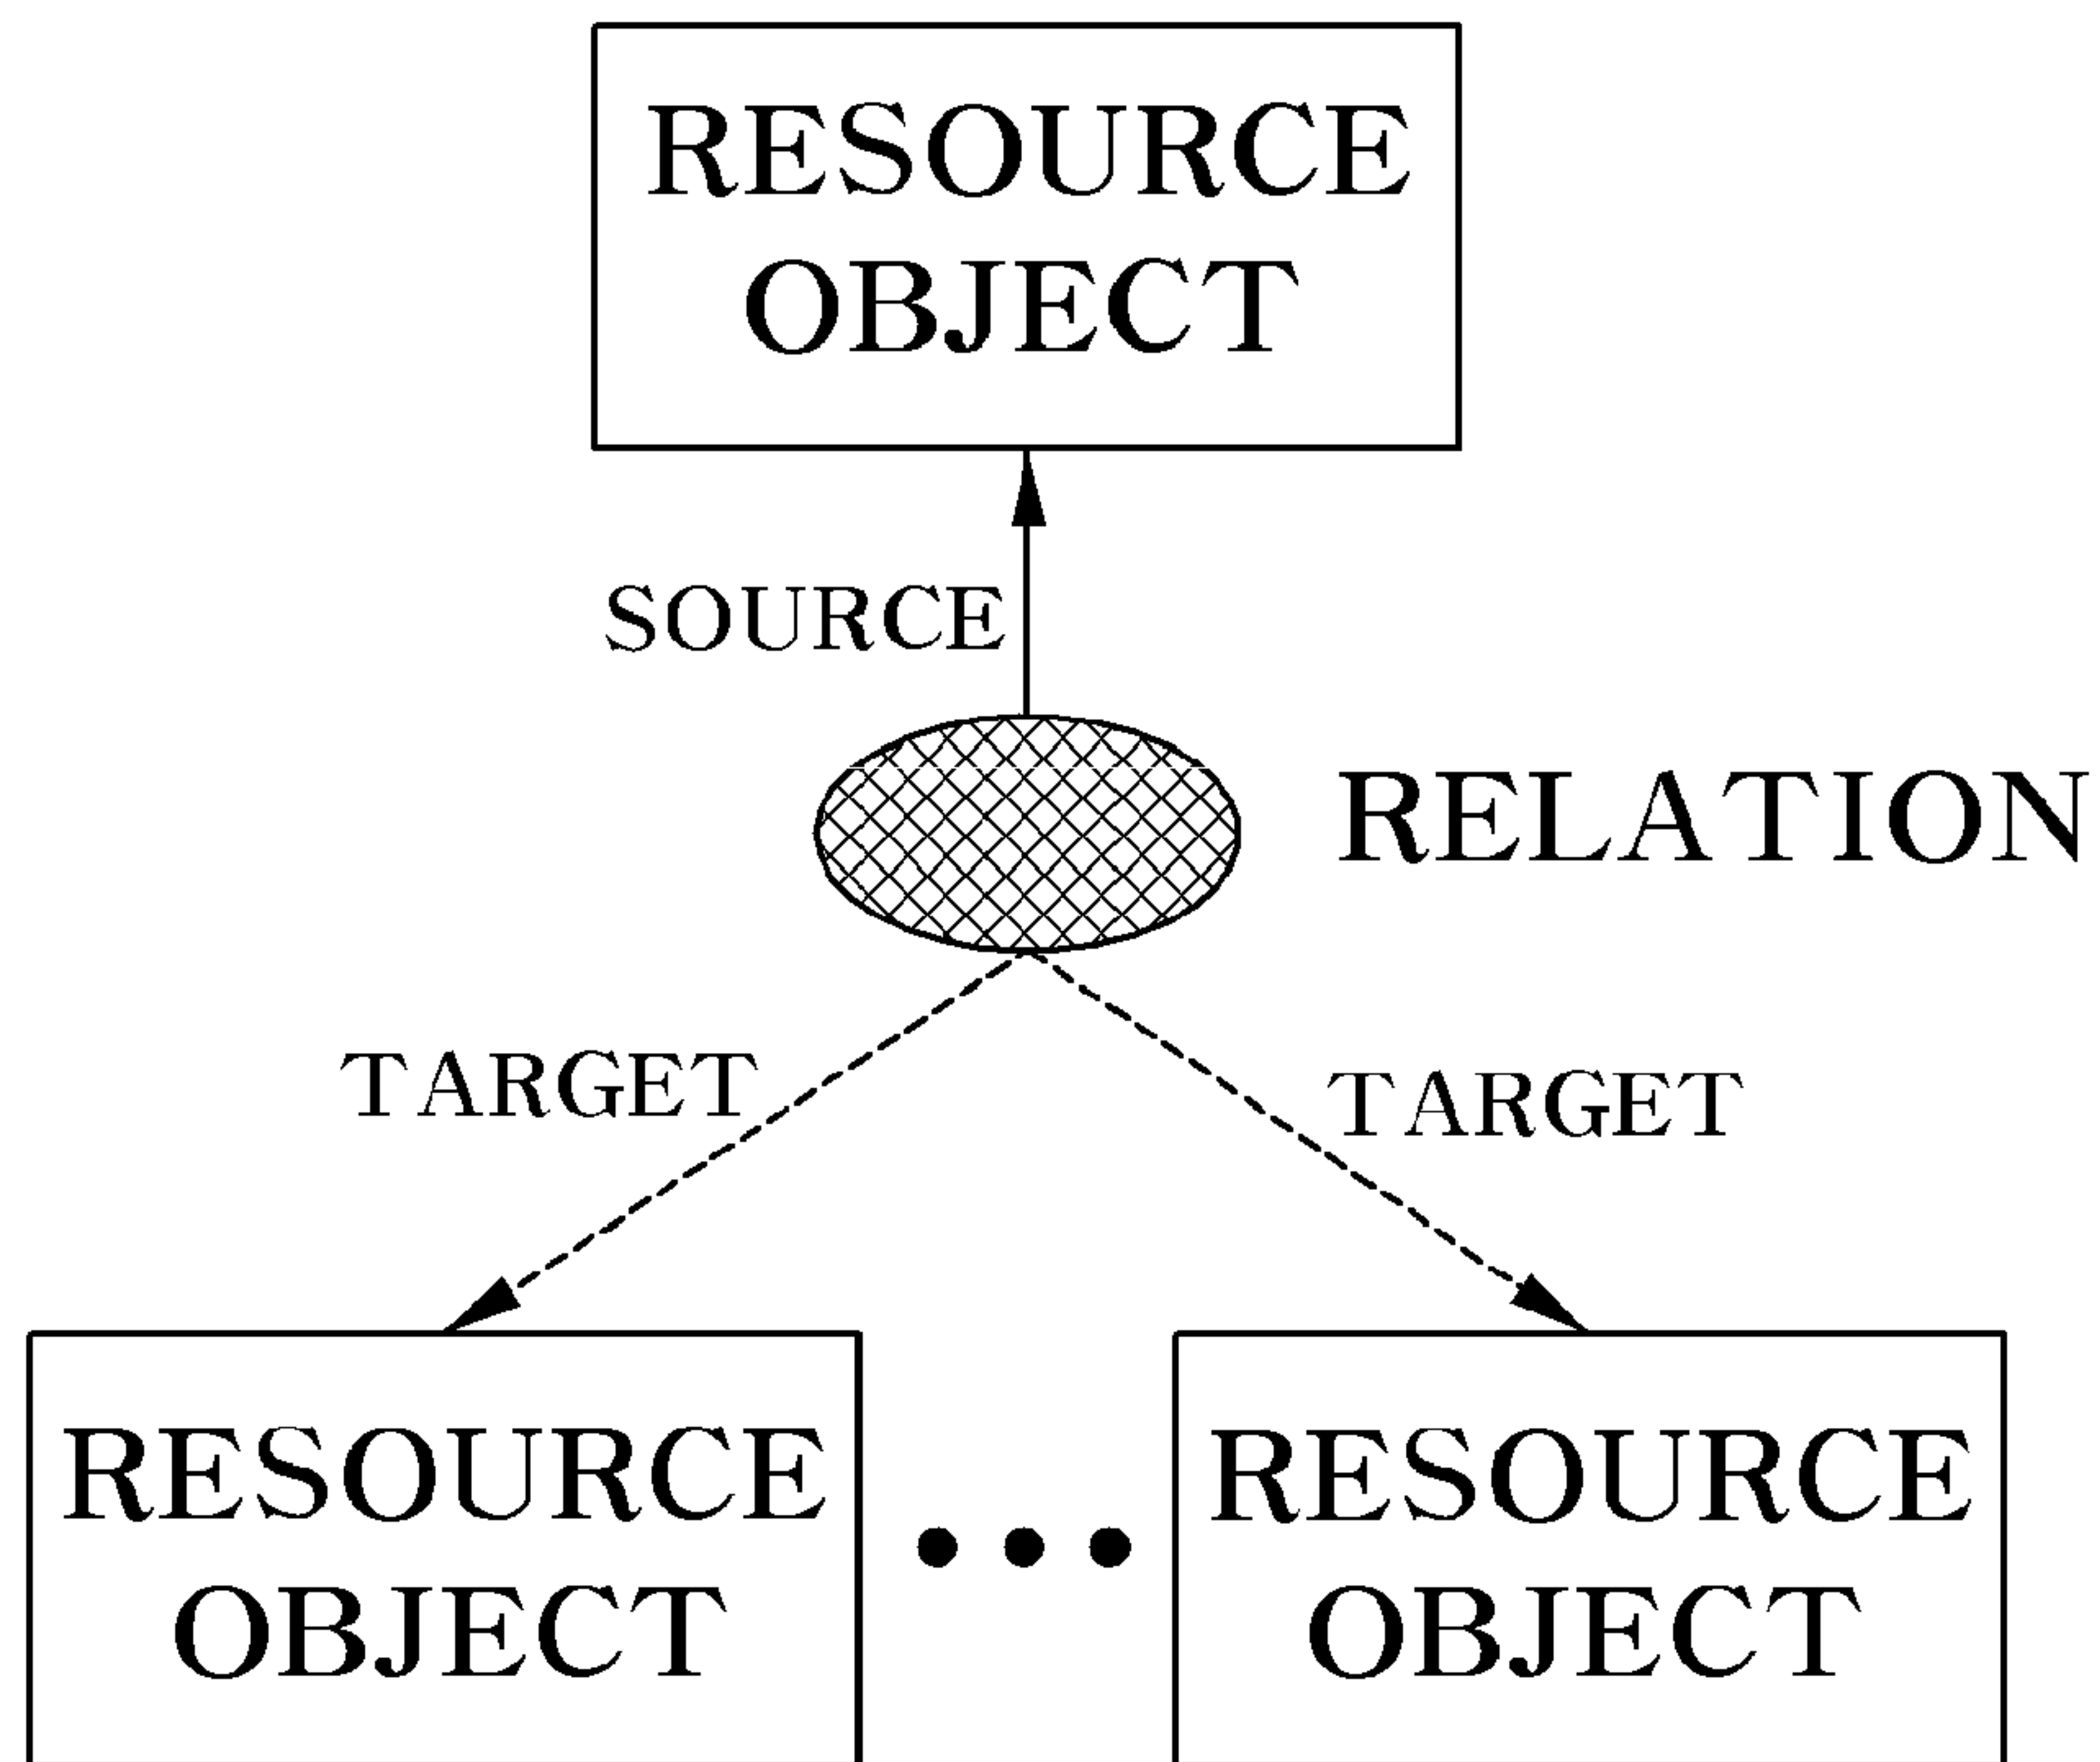 RESOURCE
OBJECT
SOURCE
RELATION
TARGET
TARGET
RESOURCE
OBJECT
RESOURCE
OBJECT